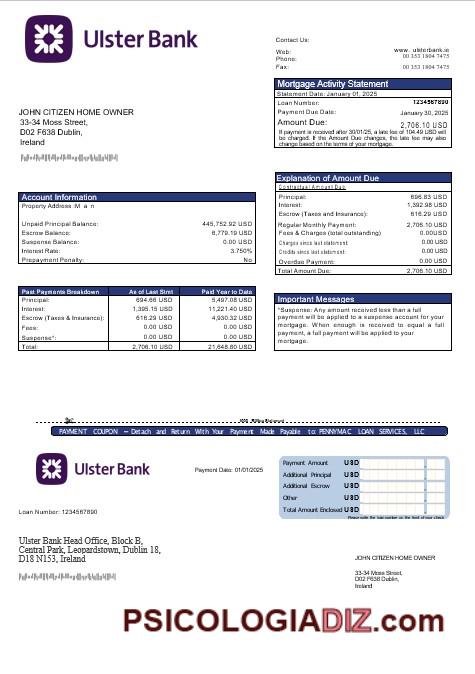 Ulster Bank
Contact Us:
Web: www. ulsterbank.ie
Phone: 00 353 1804 7475
Fax: 00 353 1804 7475
Mortgage Activity Statement
Statement Date: January 01, 2025
Loan Number: 1234567890
Payment Due Date: January 30, 2025
Amount Due: 2,706.10 USD
If payment is received after 30/01/25, a late fee of 104.49 USD will
be charged. If the Amount Due Changes, the late fee may also
change based on the terms of your mortgage.
JOHN CITIZEN HOME OWNER
33-34 Moss Street,
D02 F638 Dublin,
Ireland
Explanation of Amount Due
Contractual Amount Due
Principal: 696.83 USD
Interest: 1,392.98 USD
Escrow (Taxes and Insurance): 616.29 USD
Regular Monthly Payment: 2,706.10 USD
Fees & Charges (total outstanding) 0.00USD
Charges since last statement: 0.00 USD
Credits since last statement: 0.00 USD
Overdue Payment: 0.00 USD
Total Amount Due: 2,706.10 USD
Account Information
Property Address :M a n
Unpaid Principal Balance: 445,752.92 USD
Escrow Balance: 6,779.19 USD
Suspense Balance: 0.00 USD
Interest Rate: 3.750%
Prepayment Penalty: No
Past Payments Breakdown As of Last Stmt Paid Year to Date
Principal: 694.66 USD 5,497.08 USD
Interest: 1,395.15 USD 11,221.40 USD
Escrow (Taxes & Insurance): 616.29 USD 4,930.32 USD
Fees: 0.00 USD 0.00 USD
Suspense*: 0.00 USD 0.00 USD
Total: 2,706.10 USD 21,648.80 USD
Important Messages
*Suspense: Any amount received less than a full
payment will be applied to a suspense account for your
mortgage. When enough is received to equal a full
payment, a full payment will be applied to your
mortgage.
PAYMENT COUPON – Detach and Return With Your Payment Made Payable to: PENNYMAC LOAN SERVICES, LLC
Ulster Bank
Payment Date: 01/01/2025
Payment Amount USD
Additional Principal USD
Additional Escrow USD
Other USD
Total Amount Enclosed USD
Please write the loan number on the front of your check.
Loan Number: 1234567890
Ulster Bank Head Office, Block B,
Central Park, Leopardstown, Dublin 18,
D18 N153, Ireland
JOHN CITIZEN HOME OWNER
33-34 Moss Street,
D02 F638 Dublin,
Ireland
PSICOLOGIADIZ.com